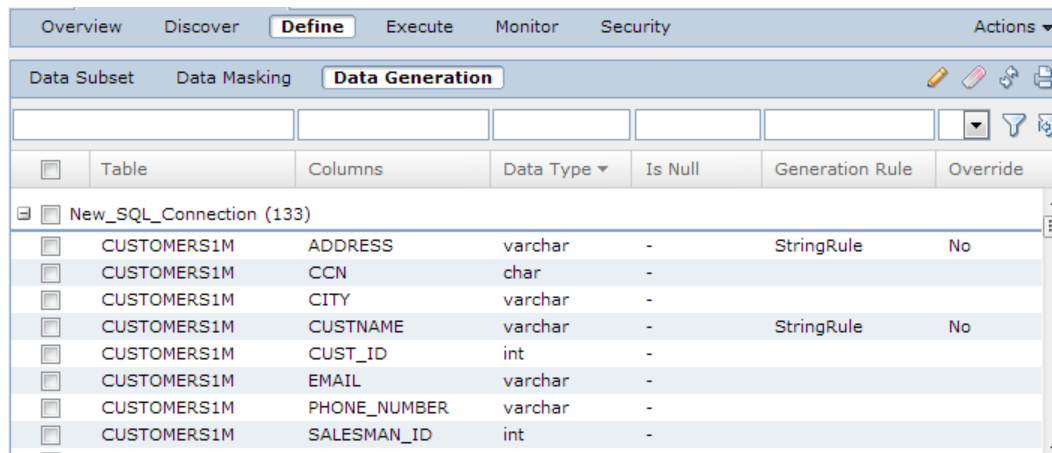 Overview Discover Define Execute Monitor Security Actions
Data Subset Data Masking Data Generation
Table Columns Data Type Is Null Generation Rule Override
New_SQL_Connection (133)
CUSTOMERS1M ADDRESS varchar - StringRule No
CUSTOMERS1M CCN char -
CUSTOMERS1M CITY varchar -
CUSTOMERS1M CUSTNAME varchar - StringRule No
CUSTOMERS1M CUST_ID int -
CUSTOMERS1M EMAIL varchar -
CUSTOMERS1M PHONE_NUMBER varchar -
CUSTOMERS1M SALESMAN_ID int -